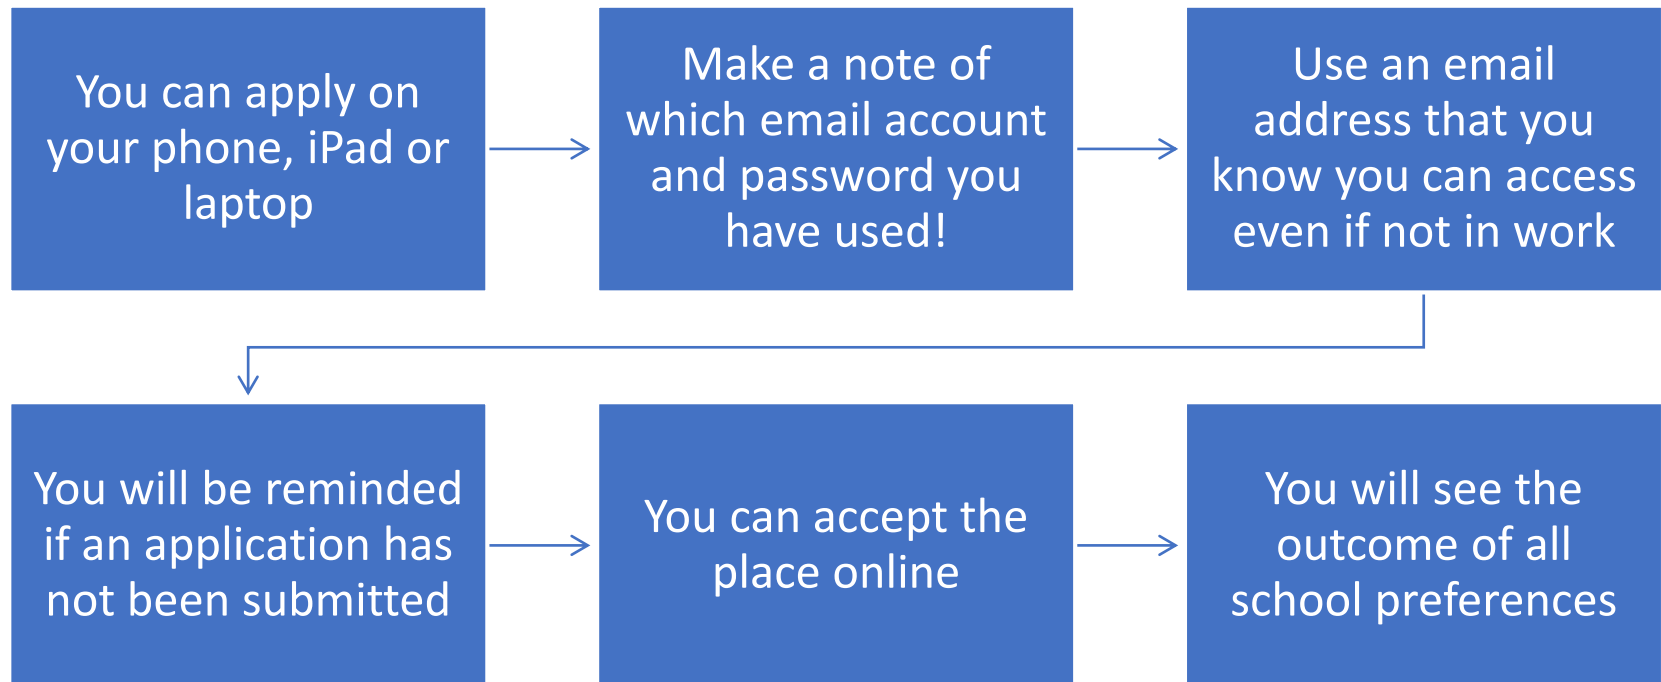 You can apply on
your phone, iPad or
laptop
Make a note of
which email account
and password you
have used!
Use an email
address that you
know you can access
even if not in work
You will be reminded
if an application has
not been submitted
You can accept the
place online
You will see the
outcome of all
school preferences